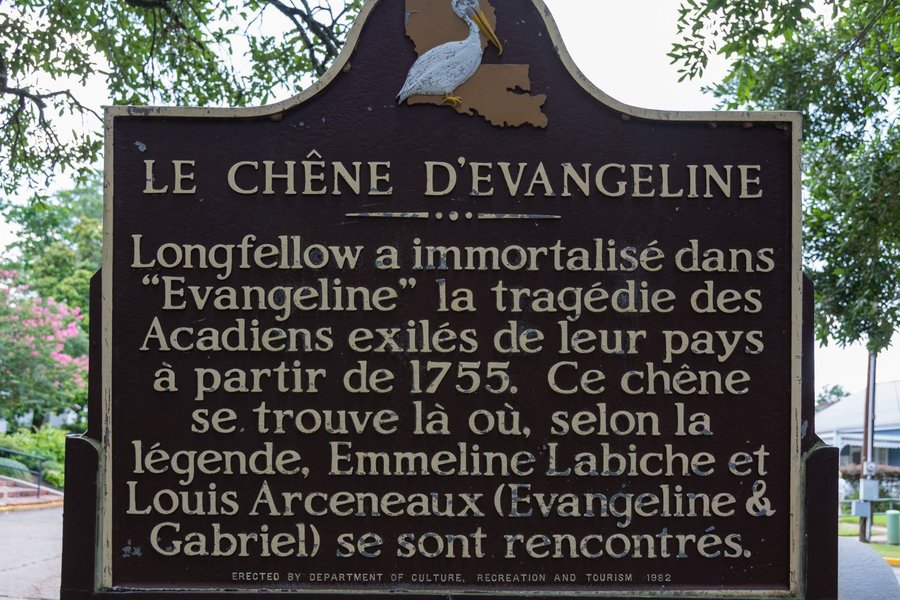 LE CHÊNE D'EVANGELINE
Longfellow a immortalisé dans
"Evangeline" la tragédie des
Acadiens exilés de leur pays
à partir de 1755. Ce chêne
se trouve là où, selon la
légende, Emmeline Labiche et
Louis Arceneaux (Evangeline &
Gabriel) se sont rencontrés.
ERECTED BY DEPARTMENT OF CULTURE, RECREATION AND TOURISM 1982